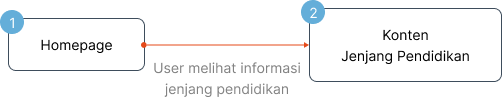 1
Homepage
User melihat informasi
jenjang pendidikan
2
Konten
Jenjang Pendidikan